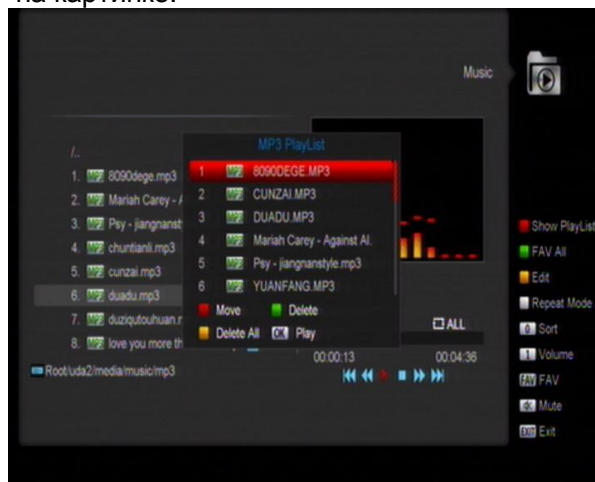 на картинке.
Music
/..
1. 8090dege.mp3
2. Mariah Carey - A
3. Psy - jiangnanst
4. chuntianli.mp3
5. cunzai.mp3
6. duadu.mp3
7. duziqutouhuan.r
8. love you more th
Root/uda2/media/music/mp3
MP3 PlayList
1 8090DEGE.MP3
2 CUNZAI.MP3
3 DUADU.MP3
4 Mariah Carey - Against Al.
5 Psy - jiangnanstyle.mp3
6 YUANFANG.MP3
Move Delete
Delete All OK Play
ALL
00:00:13 00:04:36
Show PlayList
FAV All
Edit
Repeat Mode
0 Sort
1 Volume
FAV FAV
Mute
EXIT Exit